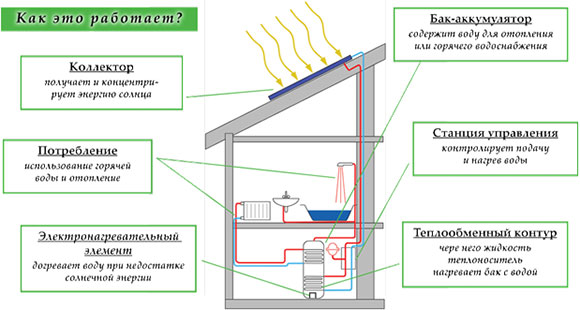 Как это работает?
Бак-аккумулятор
содержит воду для отопления
или горячего водоснабжения
Коллектор
получает и концентри-
рует энергию солнца
Станция управления
контролирует подачу
и нагрев воды
Потребление
использование горячей
воды и отопление
Электронагревательный
элемент
догревает воду при недостатке
солнечной энергии
Теплообменный контур
чере него жидкость
теплоноситель
нагревает бак с водой